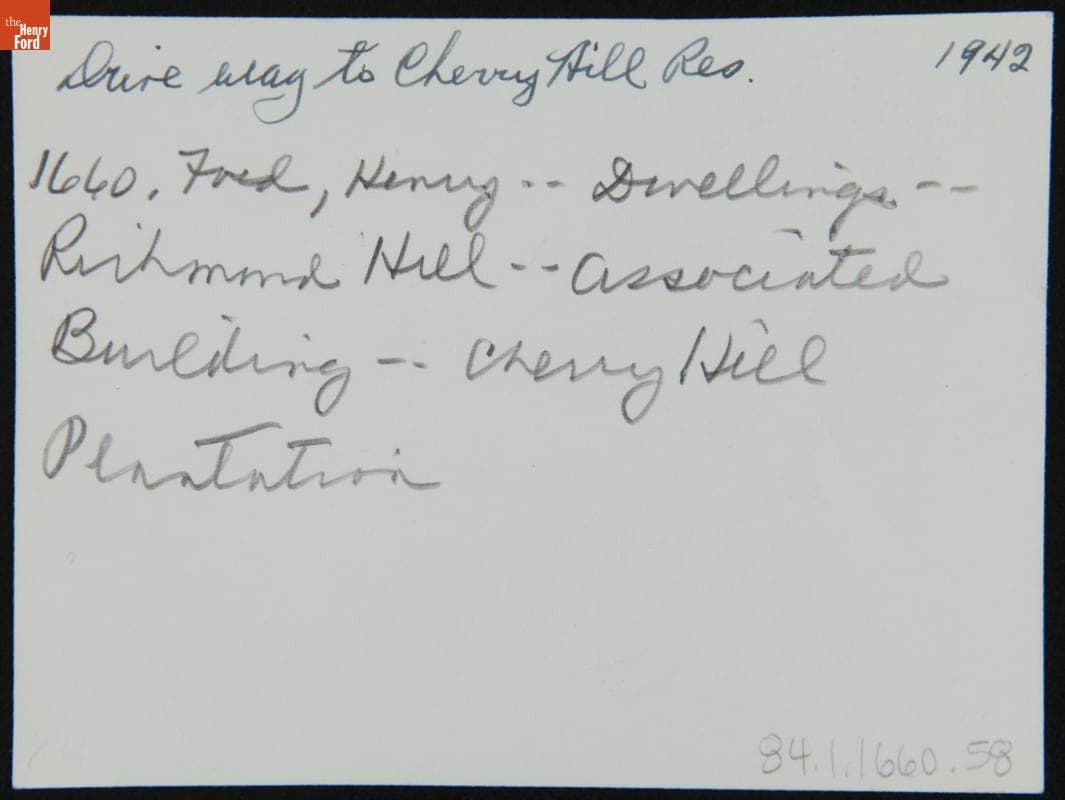 the
Henry
Ford
Drive way to Cherry Hill Res. 1942
1660. Ford, Henry -- Dwellings --
Richmond Hill -- Associated
Building -- Cherry Hill
Plantation
84.1.1660.58